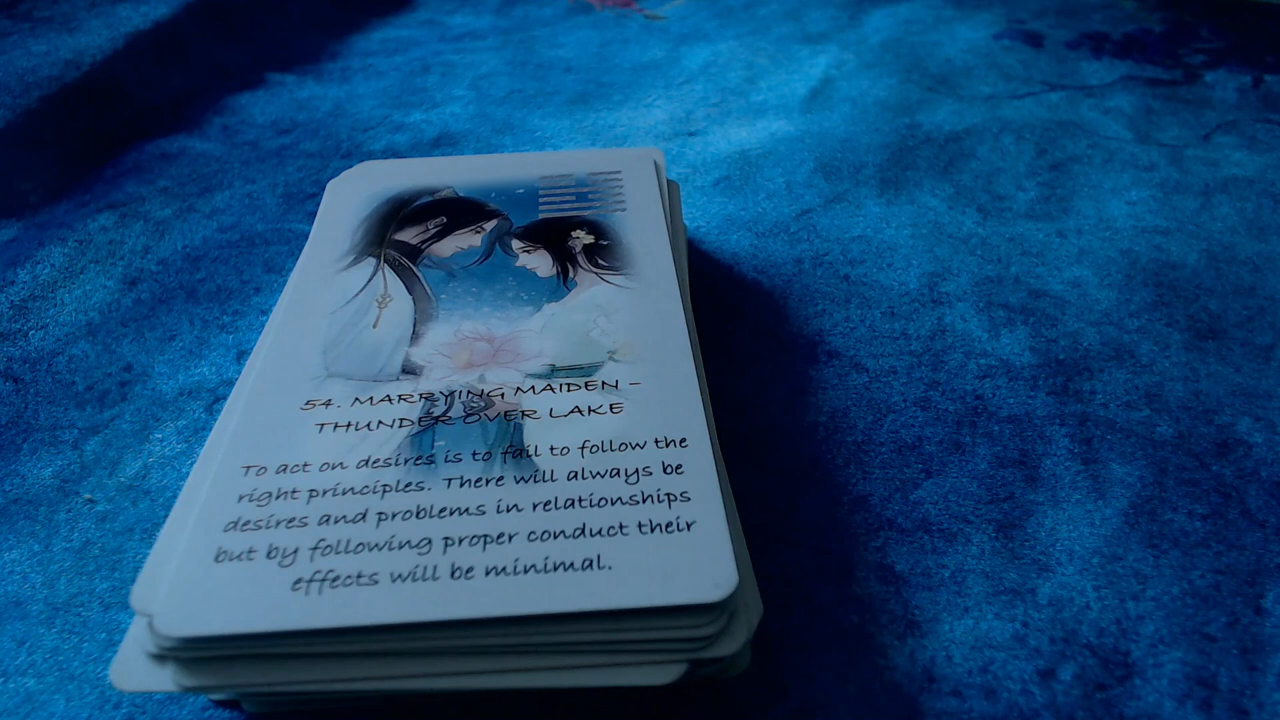 54. MARRYING MAIDEN –
THUNDER OVER LAKE
To act on desires is to fail to follow the
right principles. There will always be
desires and problems in relationships
but by following proper conduct their
effects will be minimal.